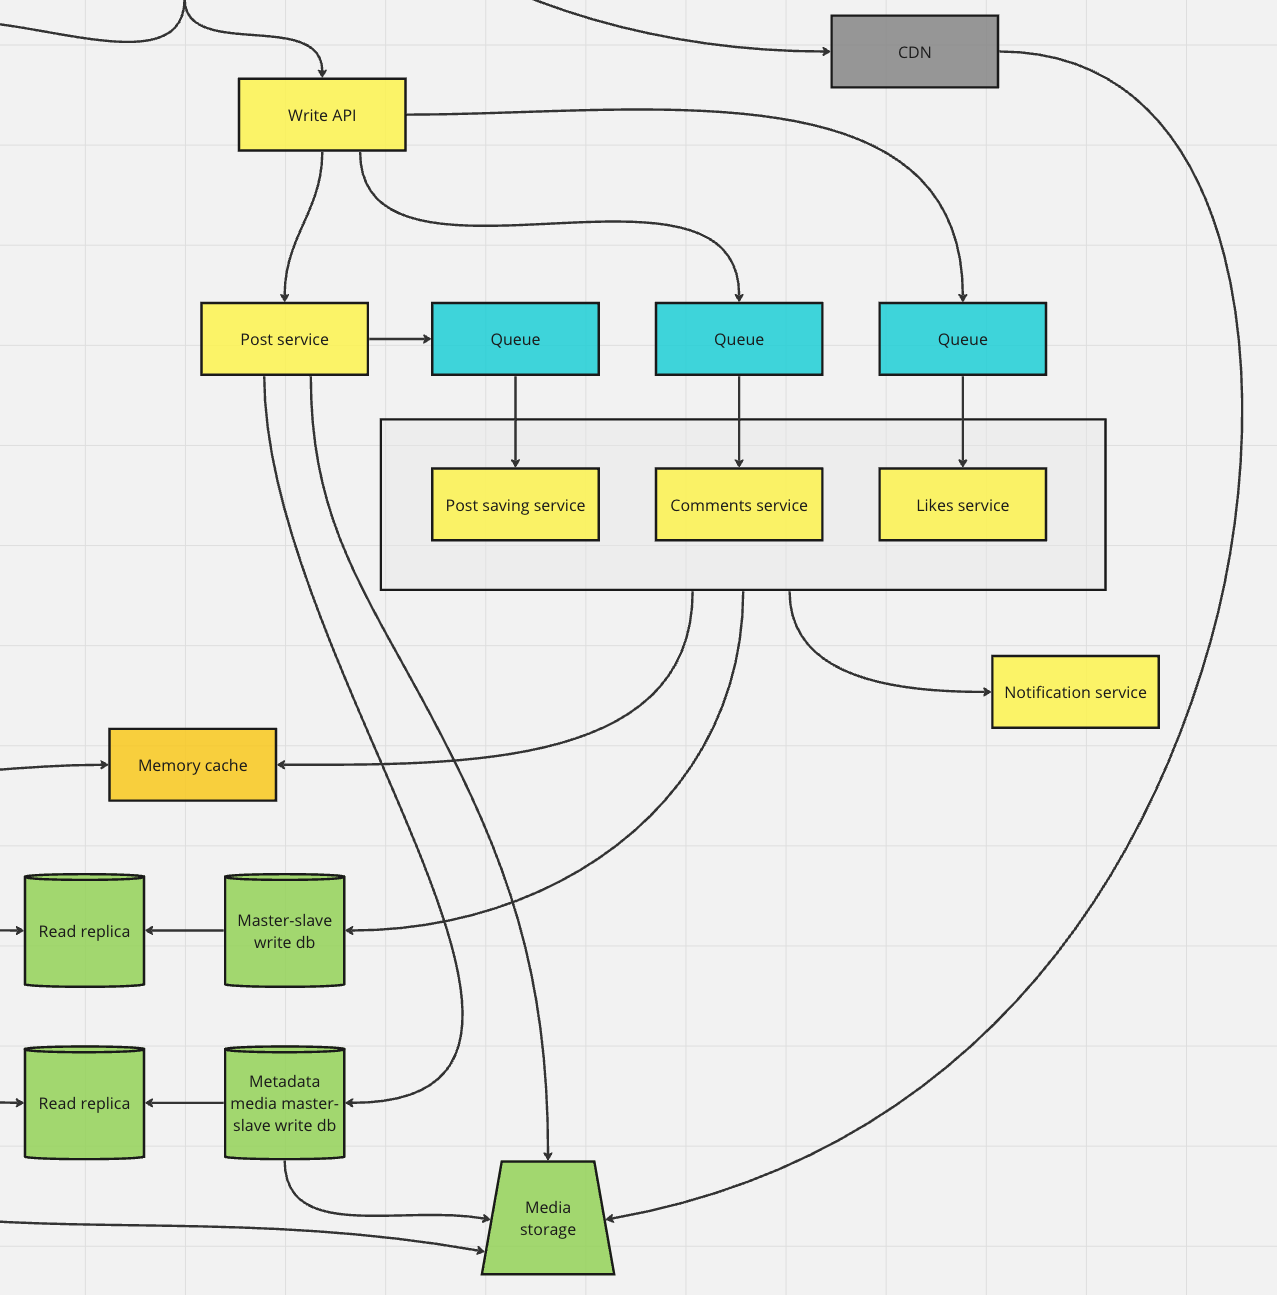 CDN
Write API
Post service
Queue
Queue
Queue
Post saving service
Comments service
Likes service
Notification service
Memory cache
Read replica
Master-slave
write db
Read replica
Metadata
media master-
slave write db
Media
storage